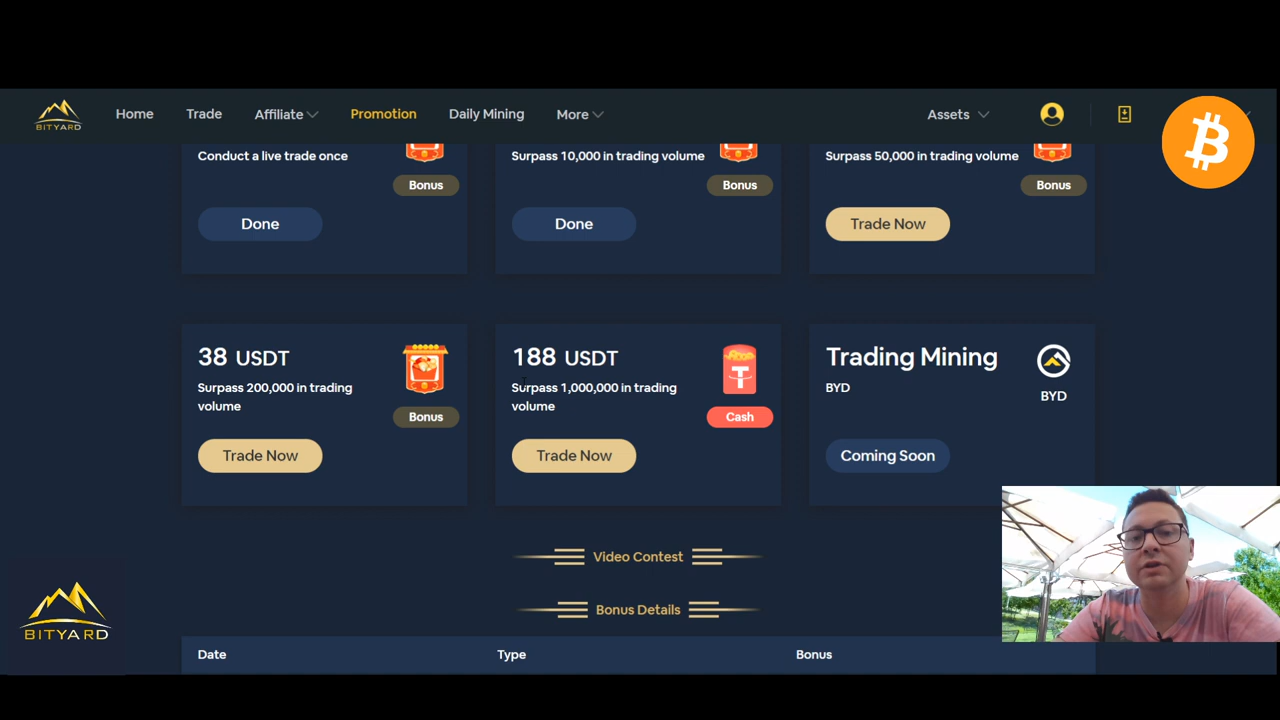 BITYARD
Home
Trade
Affiliate
Promotion
Daily Mining
More
Assets
Conduct a live trade once
Bonus
Done
Surpass 10,000 in trading volume
Bonus
Done
Surpass 50,000 in trading volume
Bonus
Trade Now
38 USDT
Surpass 200,000 in trading
volume
Bonus
Trade Now
188 USDT
Surpass 1,000,000 in trading
volume
Cash
Trade Now
Trading Mining
BYD
BYD
Coming Soon
Video Contest
Bonus Details
Date
Type
Bonus
BITYARD